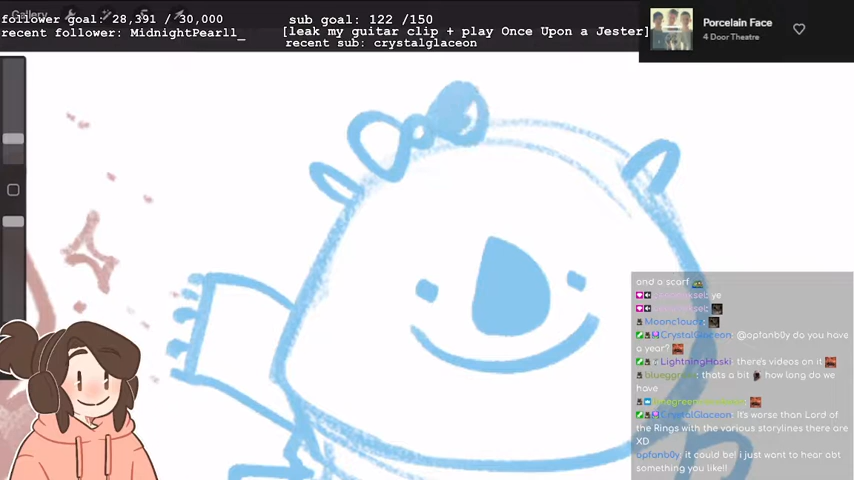 Gallery
follower goal: 28,391 / 30,000
recent follower: MidnightPearll_
sub goal: 122 /150
[leak my guitar clip + play Once Upon a Jester]
recent sub: crystalglaceon
Porcelain Face
4 Door Theatre
and a scarf
ye
CrystalGlaceon: @opfanb0y do you have
a year?
LightningHaski: there's videos on it
thats a bit how long do we
have
CrystalGlaceon: it's worse than Lord of
the Rings with the various storylines there are
XD
opfanb0y: it could be! i just want to hear abt
something you like!!